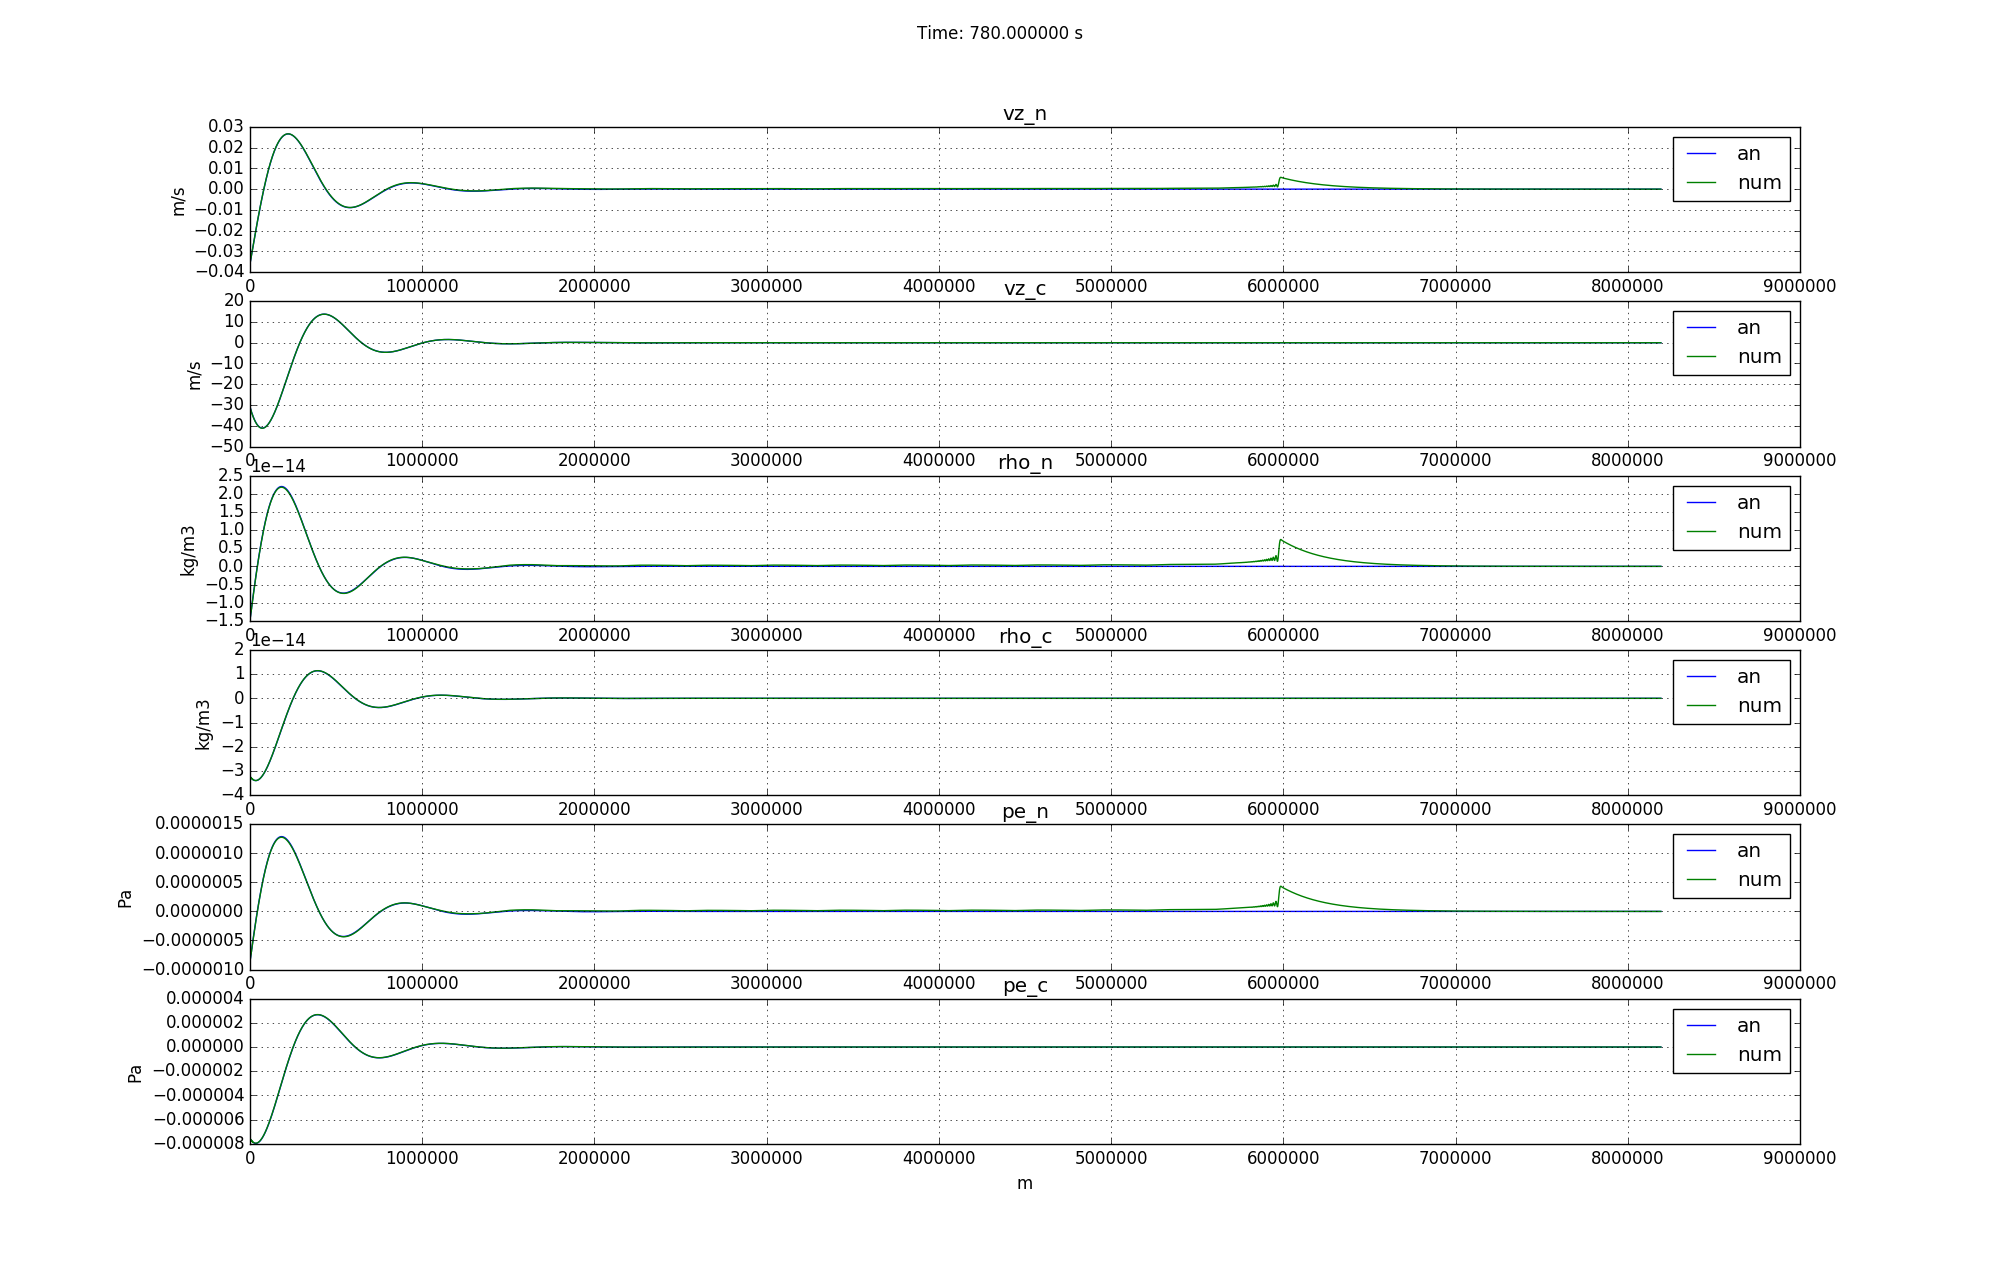 Time: 780.000000 s
vz_n
0.03
0.02
0.01
0.00
−0.01
−0.02
−0.03
−0.04
m/s
an
num
0 1000000 2000000 3000000 4000000 5000000 6000000 7000000 8000000 9000000
vz_c
20
10
0
−10
−20
−30
−40
−50
m/s
an
num
0 1000000 2000000 3000000 4000000 5000000 6000000 7000000 8000000 9000000
1e−14
rho_n
2.5
2.0
1.5
1.0
0.5
0.0
−0.5
−1.0
−1.5
kg/m3
an
num
0 1000000 2000000 3000000 4000000 5000000 6000000 7000000 8000000 9000000
1e−14
rho_c
2
1
0
−1
−2
−3
−4
kg/m3
an
num
0 1000000 2000000 3000000 4000000 5000000 6000000 7000000 8000000 9000000
pe_n
0.0000015
0.0000010
0.0000005
0.0000000
−0.0000005
−0.0000010
Pa
an
num
0 1000000 2000000 3000000 4000000 5000000 6000000 7000000 8000000 9000000
pe_c
0.000004
0.000002
0.000000
−0.000002
−0.000004
−0.000006
−0.000008
Pa
an
num
0 1000000 2000000 3000000 4000000 5000000 6000000 7000000 8000000 9000000
m